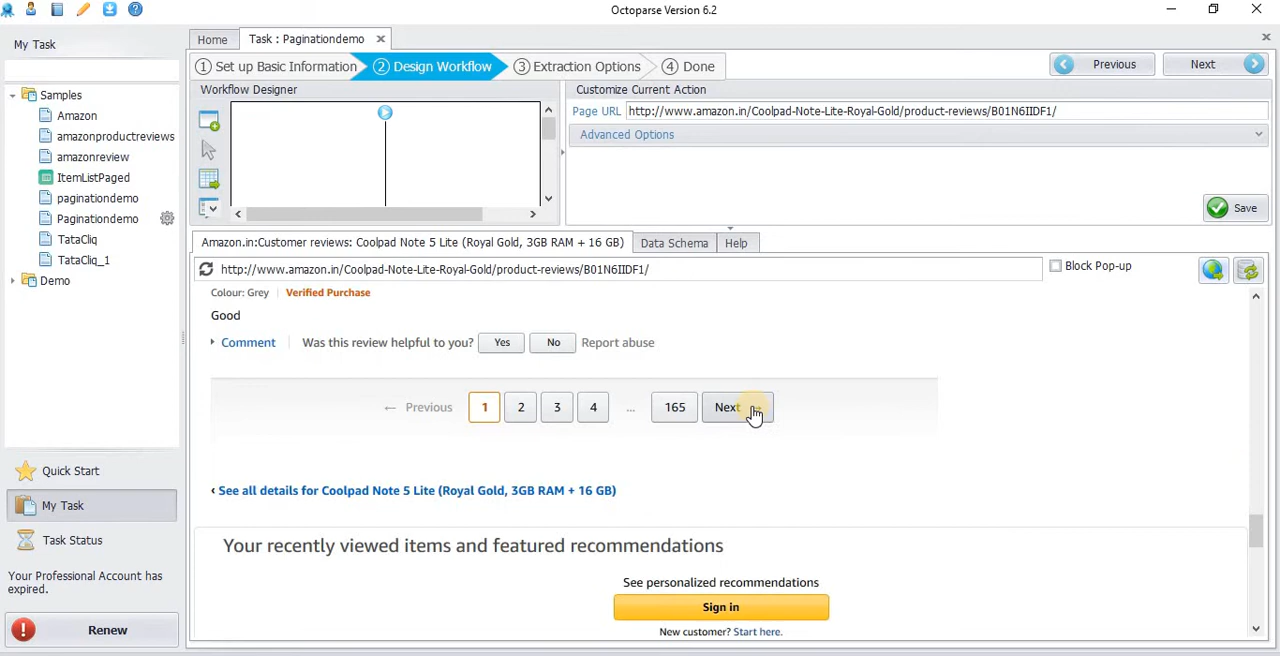 Octoparse Version 6.2
My Task
Home
Task : Paginationdemo
1 Set up Basic Information
2 Design Workflow
3 Extraction Options
4 Done
Previous
Next
Workflow Designer
Customize Current Action
Page URL http://www.amazon.in/Coolpad-Note-Lite-Royal-Gold/product-reviews/B01N6IIDF1/
Advanced Options
Save
Samples
Amazon
amazonproductreviews
amazonreview
ItemListPaged
paginationdemo
Paginationdemo
TataCliq
TataCliq_1
Demo
Amazon.in:Customer reviews: Coolpad Note 5 Lite (Royal Gold, 3GB RAM + 16 GB)
Data Schema
Help
http://www.amazon.in/Coolpad-Note-Lite-Royal-Gold/product-reviews/B01N6IIDF1/
Block Pop-up
Colour: Grey | Verified Purchase
Good
Comment | Was this review helpful to you? Yes No Report abuse
← Previous 1 2 3 4 ... 165 Next
‹ See all details for Coolpad Note 5 Lite (Royal Gold, 3GB RAM + 16 GB)
Your recently viewed items and featured recommendations
See personalized recommendations
Sign in
New customer? Start here.
Quick Start
My Task
Task Status
Your Professional Account has
expired.
Renew